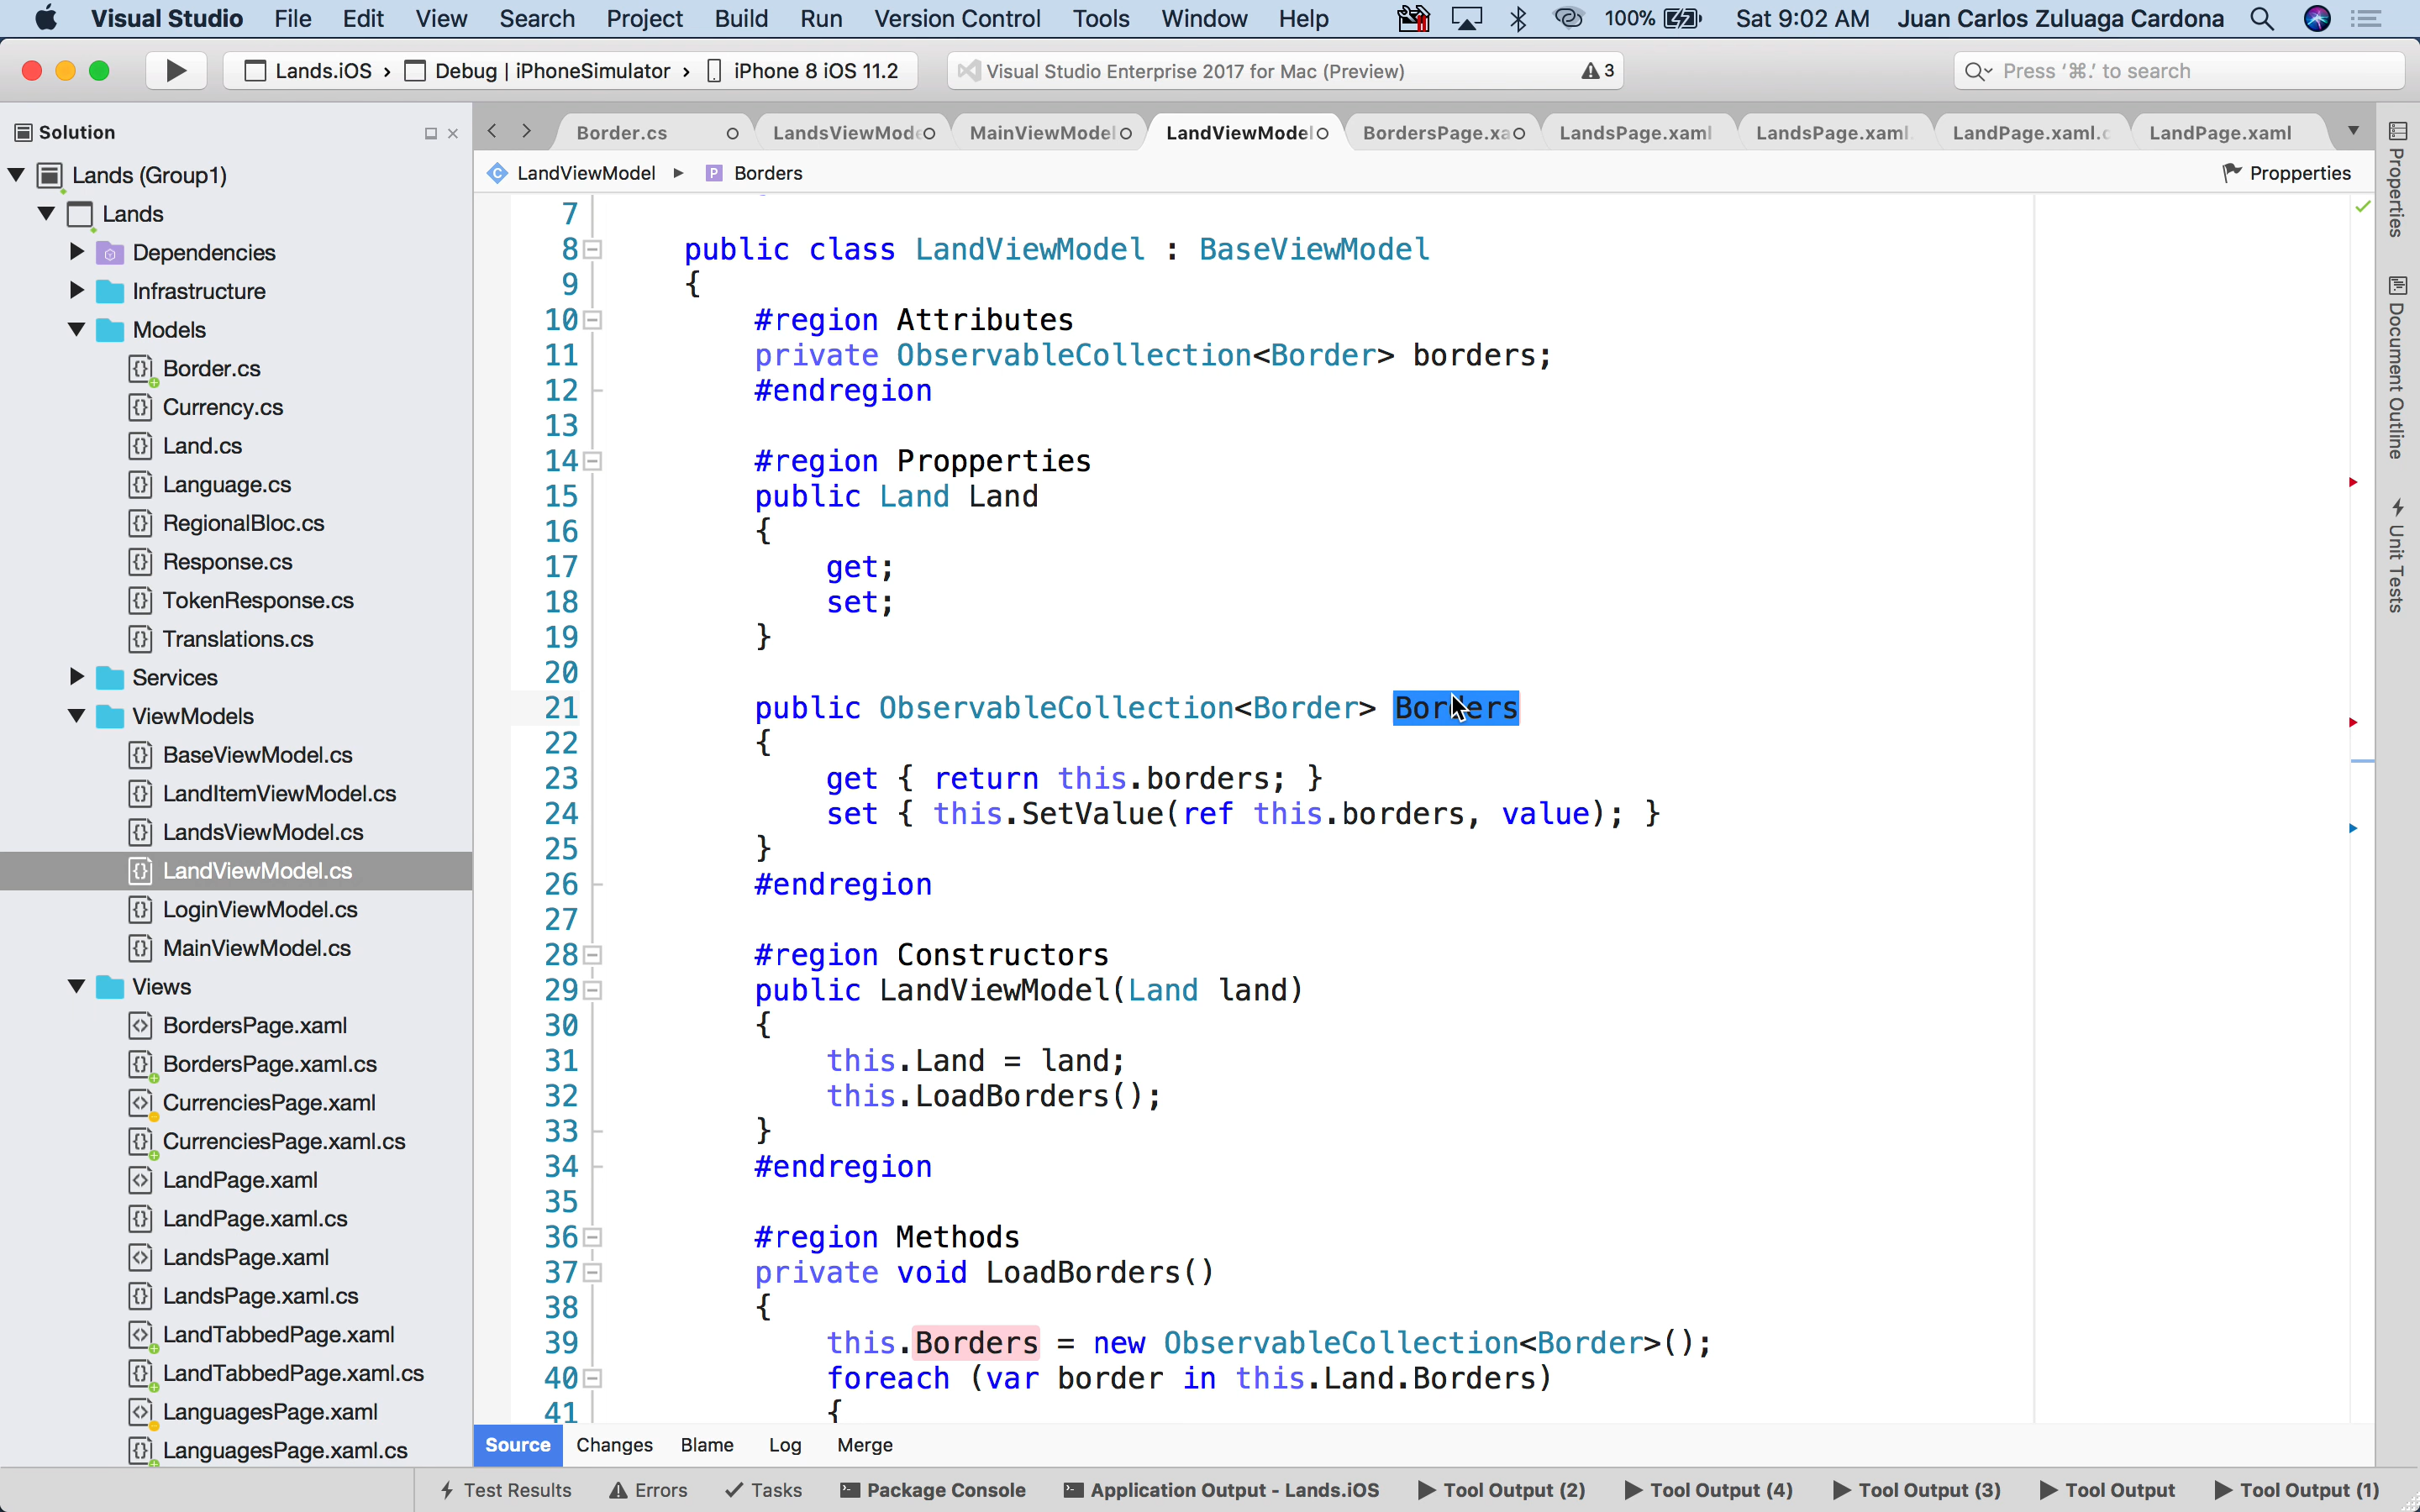 Visual Studio File Edit View Search Project Build Run Version Control Tools Window Help 100% Sat 9:02 AM Juan Carlos Zuluaga Cardona
Lands.iOS › Debug | iPhoneSimulator › iPhone 8 iOS 11.2 Visual Studio Enterprise 2017 for Mac (Preview) 3 Press ‘⌘.’ to search
Solution
Border.cs LandsViewMode MainViewModel LandViewModel BordersPage.xa LandsPage.xaml LandsPage.xaml. LandPage.xaml.c LandPage.xaml
LandViewModel Borders Propperties
Lands (Group1)
Lands
Dependencies
Infrastructure
Models
Border.cs
Currency.cs
Land.cs
Language.cs
RegionalBloc.cs
Response.cs
TokenResponse.cs
Translations.cs
Services
ViewModels
BaseViewModel.cs
LandItemViewModel.cs
LandsViewModel.cs
LandViewModel.cs
LoginViewModel.cs
MainViewModel.cs
Views
BordersPage.xaml
BordersPage.xaml.cs
CurrenciesPage.xaml
CurrenciesPage.xaml.cs
LandPage.xaml
LandPage.xaml.cs
LandsPage.xaml
LandsPage.xaml.cs
LandTabbedPage.xaml
LandTabbedPage.xaml.cs
LanguagesPage.xaml
LanguagesPage.xaml.cs
7
8 public class LandViewModel : BaseViewModel
9 {
10 #region Attributes
11 private ObservableCollection<Border> borders;
12 #endregion
13
14 #region Propperties
15 public Land Land
16 {
17 get;
18 set;
19 }
20
21 public ObservableCollection<Border> Borders
22 {
23 get { return this.borders; }
24 set { this.SetValue(ref this.borders, value); }
25 }
26 #endregion
27
28 #region Constructors
29 public LandViewModel(Land land)
30 {
31 this.Land = land;
32 this.LoadBorders();
33 }
34 #endregion
35
36 #region Methods
37 private void LoadBorders()
38 {
39 this.Borders = new ObservableCollection<Border>();
40 foreach (var border in this.Land.Borders)
41 {
Properties
Document Outline
Unit Tests
Source Changes Blame Log Merge
Test Results Errors Tasks Package Console Application Output - Lands.iOS Tool Output (2) Tool Output (4) Tool Output (3) Tool Output Tool Output (1)